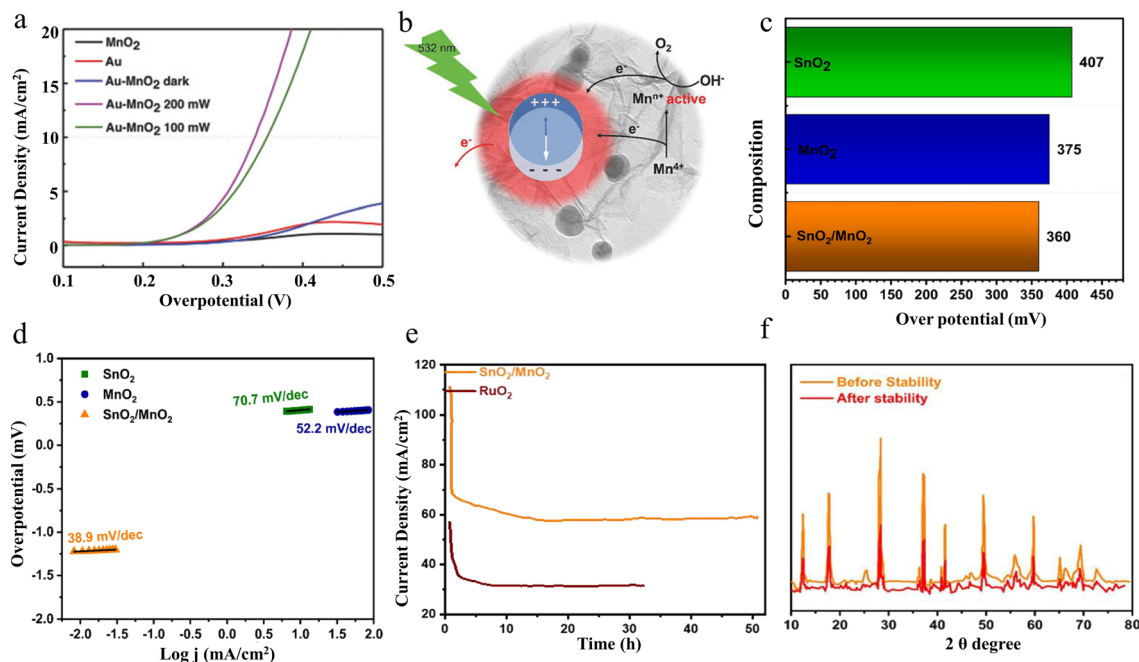 a
Current Density (mA/cm²)
20
15
10
5
0
MnO₂
Au
Au-MnO₂ dark
Au-MnO₂ 200 mW
Au-MnO₂ 100 mW
0.1 0.2 0.3 0.4 0.5
Overpotential (V)
b
532 nm
O₂
e⁻
OH⁻
Mnⁿ⁺ active
+ + +
e⁻
e⁻
- - -
Mn⁴⁺
c
Composition
SnO₂
407
MnO₂
375
SnO₂/MnO₂
360
0 50 100 150 200 250 300 350 400 450
Over potential (mV)
d
Overpotential (mV)
1.0
0.5
0.0
-0.5
-1.0
-1.5
-2.0
SnO₂
MnO₂
SnO₂/MnO₂
70.7 mV/dec
52.2 mV/dec
38.9 mV/dec
-2.0 -1.5 -1.0 -0.5 0.0 0.5 1.0 1.5 2.0
Log j (mA/cm²)
e
Current Density (mA/cm²)
120
100
80
60
40
20
SnO₂/MnO₂
RuO₂
0 10 20 30 40 50
Time (h)
f
Before Stability
After stability
10 20 30 40 50 60 70 80
2 θ degree